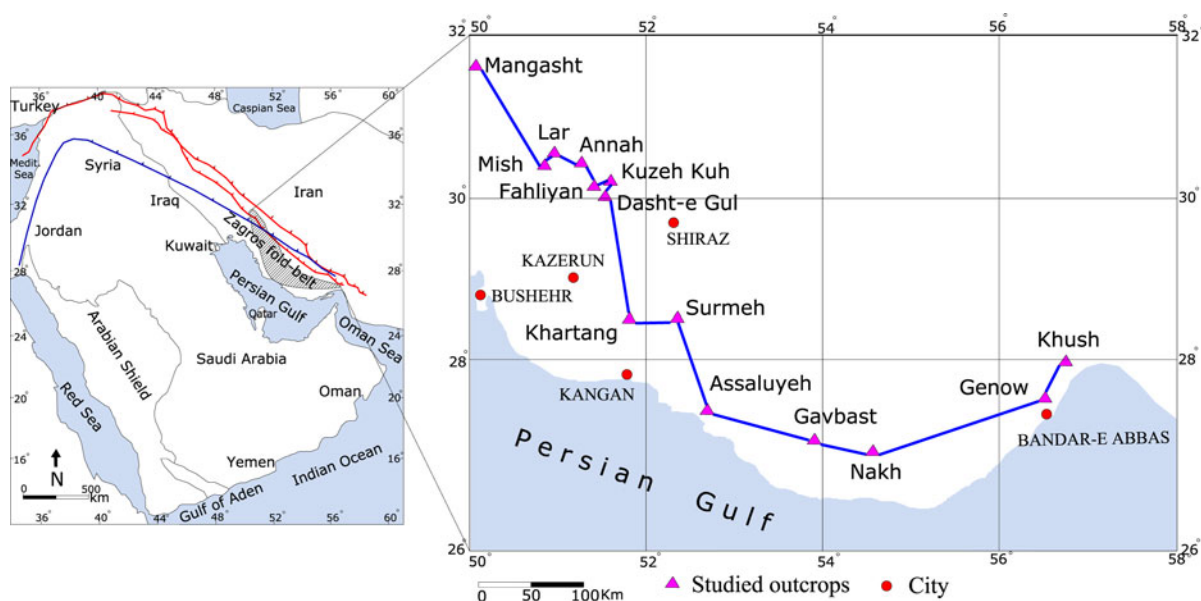 36° 40° 44° 48° 52° 56° 60°
Turkey
Caspian Sea
36°
Medit.
Sea
Syria
Iran
32°
Iraq
Jordan
Kuwait
Zagros fold-belt
28°
Persian Gulf
Qatar
Oman Sea
24°
Arabian Shield
Saudi Arabia
Red Sea
Oman
20°
N
Yemen
Indian Ocean
16°
0 500
km
Gulf of Aden
36° 40° 44° 48° 52° 56° 60°
36°
32°
28°
24°
20°
16°
50° 52° 54° 56° 58°
32° 32°
Mangasht
Lar
Annah
Mish
Kuzeh Kuh
Fahliyan
Dasht-e Gul
30° 30°
SHIRAZ
KAZERUN
BUSHEHR
Khartang
Surmeh
Khush
28° 28°
KANGAN
Assaluyeh
Genow
Gavbast
BANDAR-E ABBAS
Nakh
Persian Gulf
26° 26°
50° 52° 54° 56° 58°
0 50 100Km
Studied outcrops
City